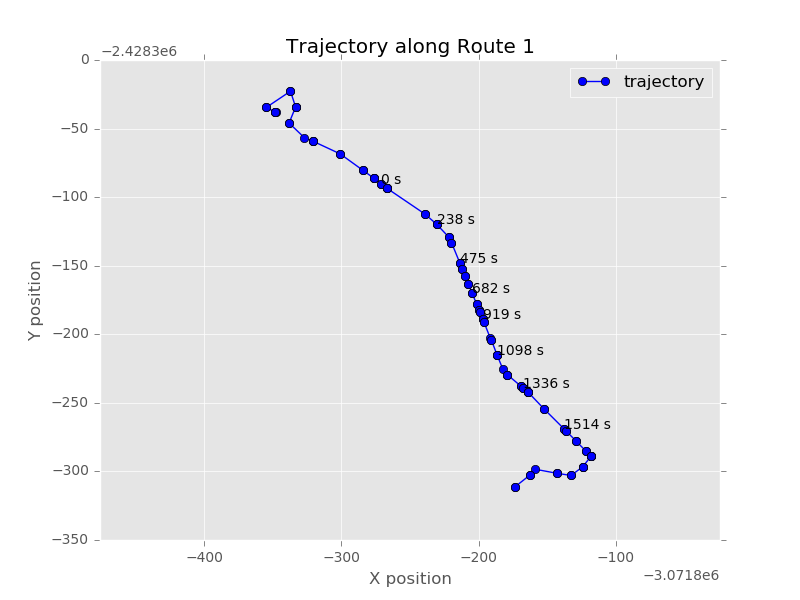 Trajectory along Route 1
−2.4283e6
trajectory
0
−50
−100
−150
−200
−250
−300
−350
Y position
0 s
238 s
475 s
682 s
919 s
1098 s
1336 s
1514 s
−400
−300
−200
−100
X position
−3.0718e6